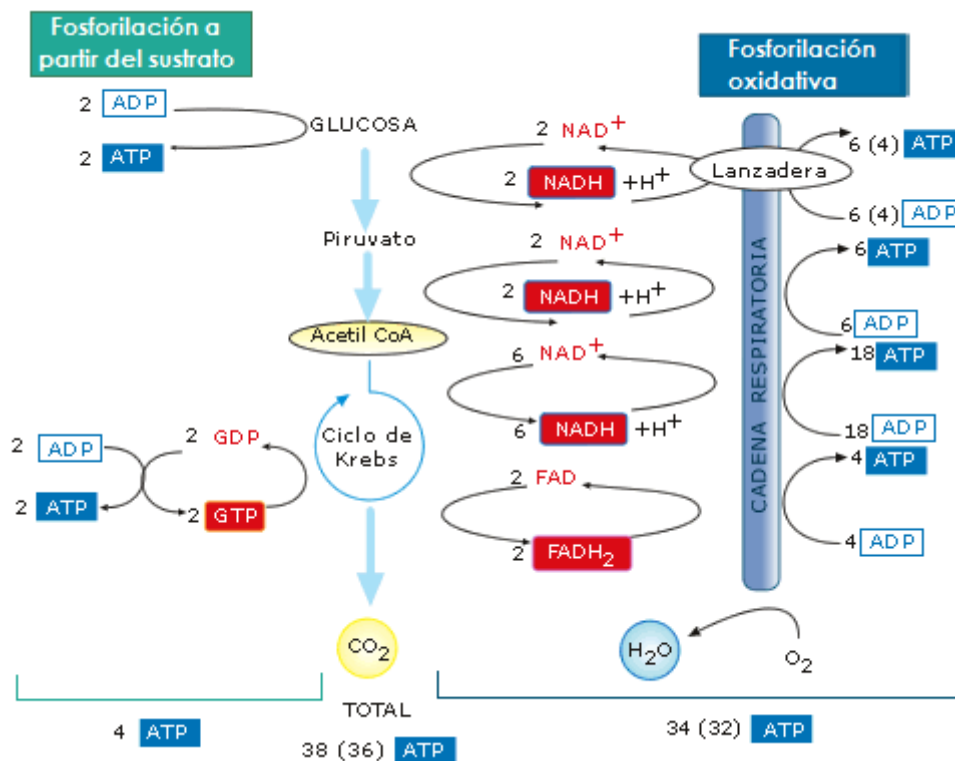 Fosforilación a
partir del sustrato
2 ADP
2 ATP
GLUCOSA
Piruvato
Acetil CoA
Ciclo de
Krebs
2 ADP
2 ATP
2 GDP
2 GTP
CO2
Fosforilación
oxidativa
2 NAD+
2 NADH +H+
Lanzadera
6 (4) ATP
6 (4) ADP
2 NAD+
2 NADH +H+
6 ATP
6 ADP
6 NAD+
6 NADH +H+
18 ATP
18 ADP
2 FAD
2 FADH2
4 ATP
4 ADP
CADENA RESPIRATORIA
H2O
O2
4 ATP
TOTAL
38 (36) ATP
34 (32) ATP